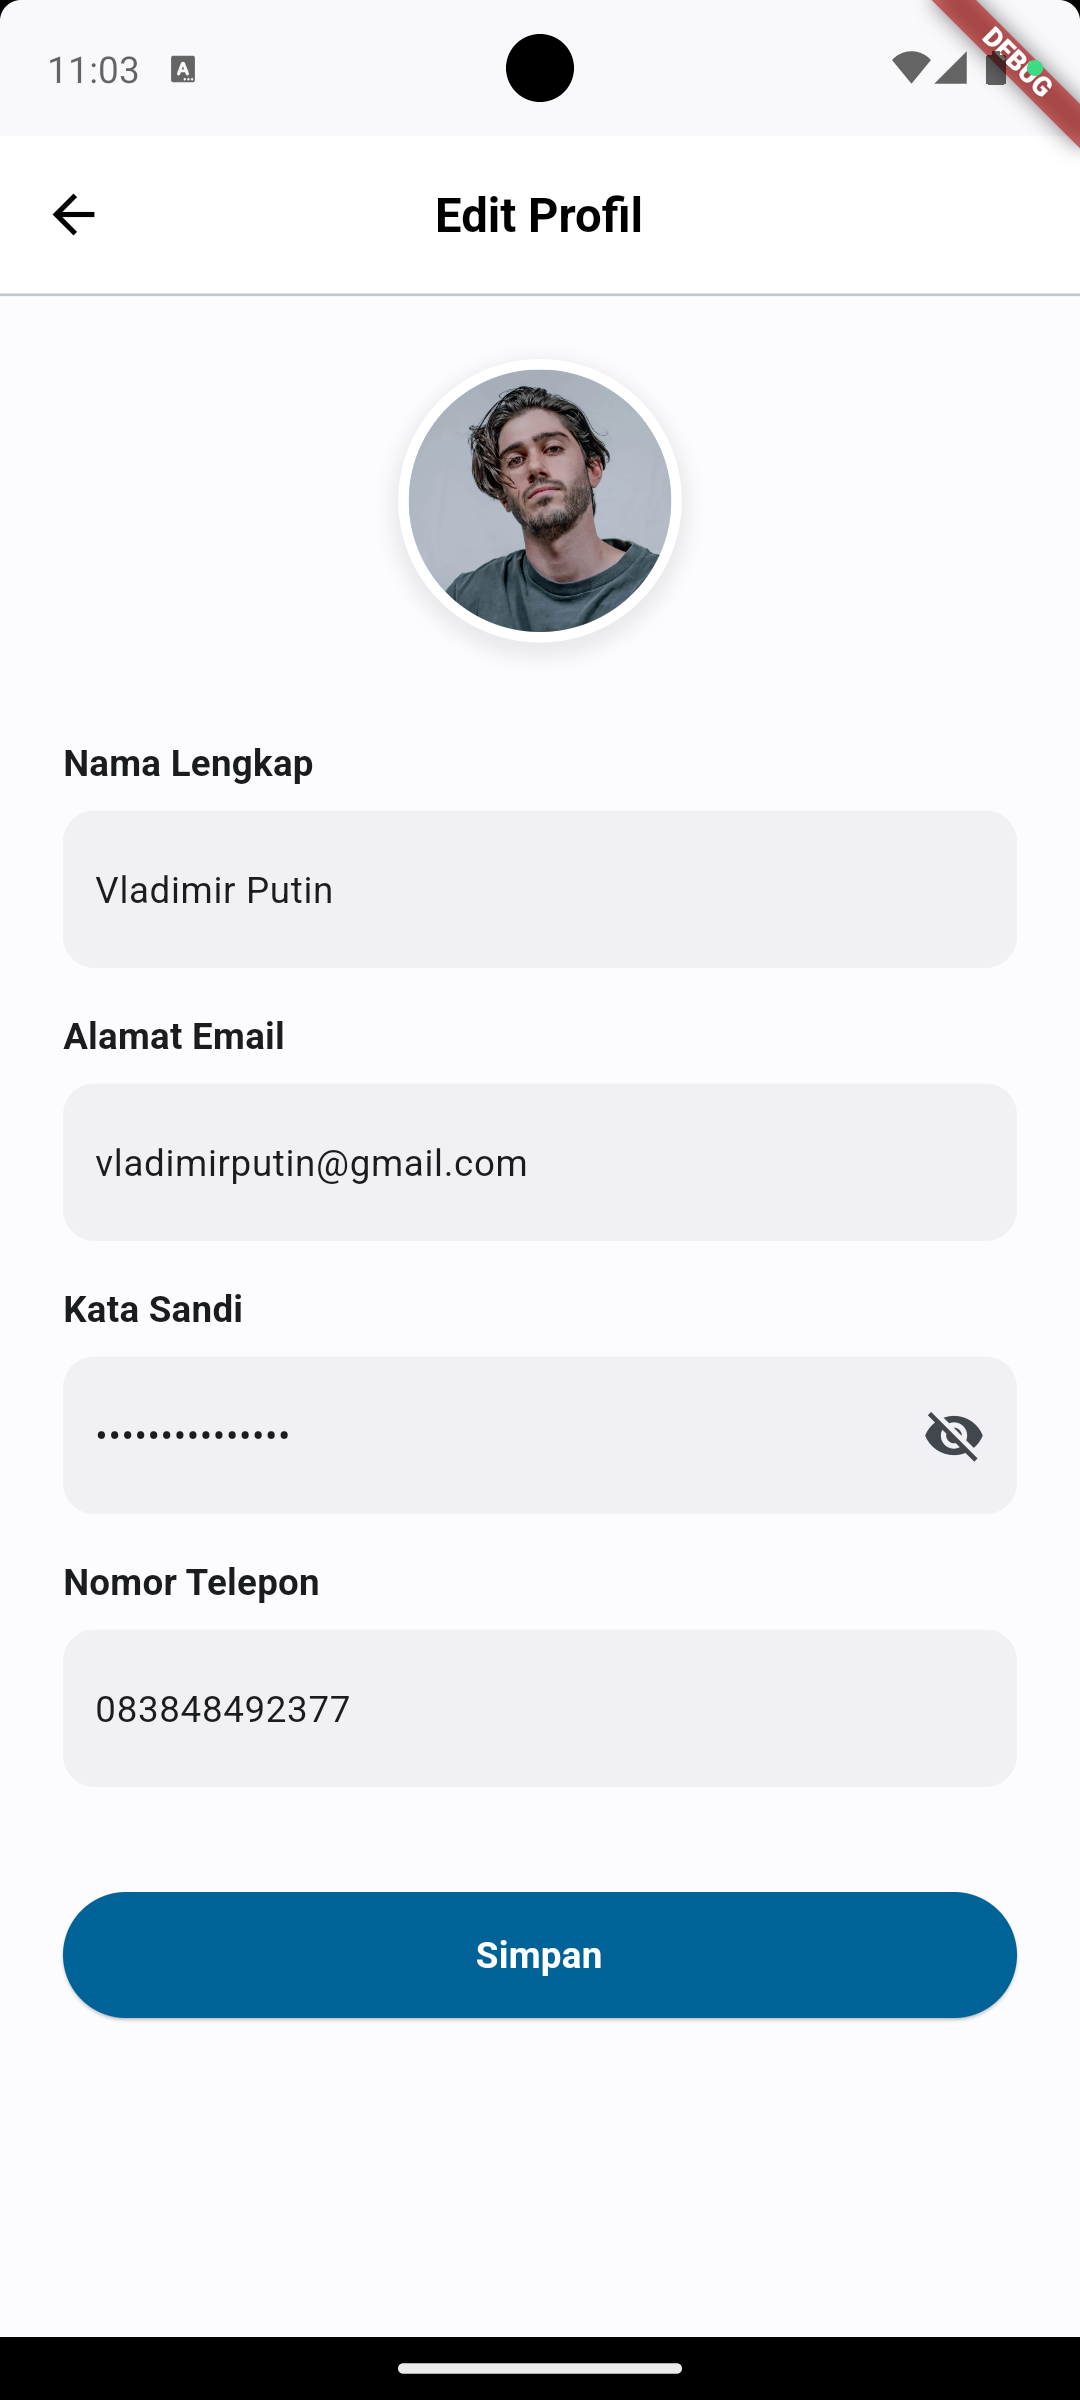 11:03
A
DEBUG
Edit Profil
Nama Lengkap
Vladimir Putin
Alamat Email
vladimirputin@gmail.com
Kata Sandi
•••••••••••••••
Nomor Telepon
083848492377
Simpan